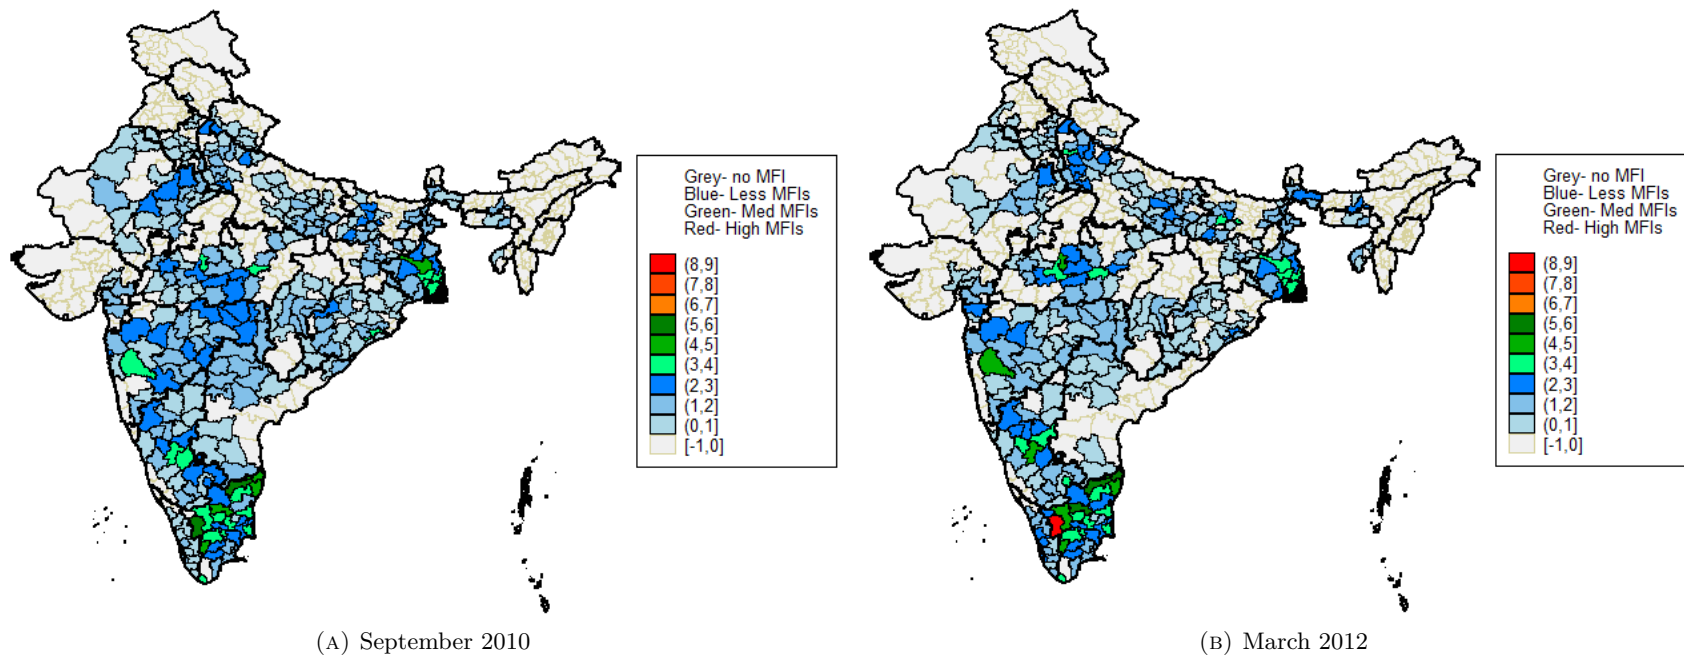 Grey- no MFI
Blue- Less MFIs
Green- Med MFIs
Red- High MFIs
(8,9]
(7,8]
(6,7]
(5,6]
(4,5]
(3,4]
(2,3]
(1,2]
(0,1]
[-1,0]
(A) September 2010
Grey- no MFI
Blue- Less MFIs
Green- Med MFIs
Red- High MFIs
(8,9]
(7,8]
(6,7]
(5,6]
(4,5]
(3,4]
(2,3]
(1,2]
(0,1]
[-1,0]
(B) March 2012